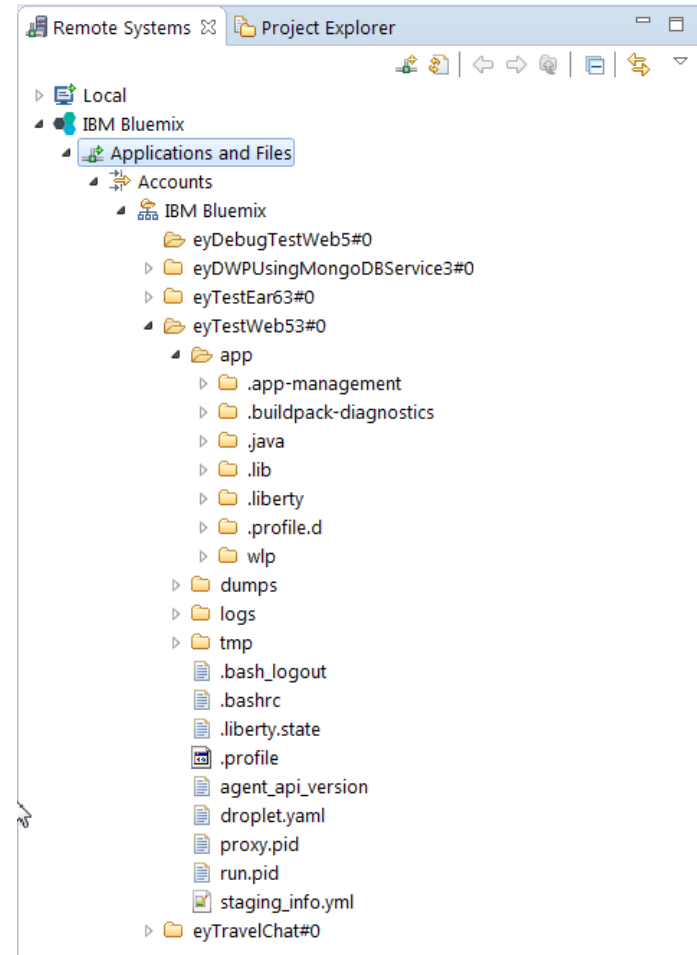 Remote Systems Project Explorer
Local
IBM Bluemix
Applications and Files
Accounts
IBM Bluemix
eyDebugTestWeb5#0
eyDWPUsingMongoDBService3#0
eyTestEar63#0
eyTestWeb53#0
app
.app-management
.buildpack-diagnostics
.java
.lib
.liberty
.profile.d
wlp
dumps
logs
tmp
.bash_logout
.bashrc
.liberty.state
.profile
agent_api_version
droplet.yaml
proxy.pid
run.pid
staging_info.yml
eyTravelChat#0